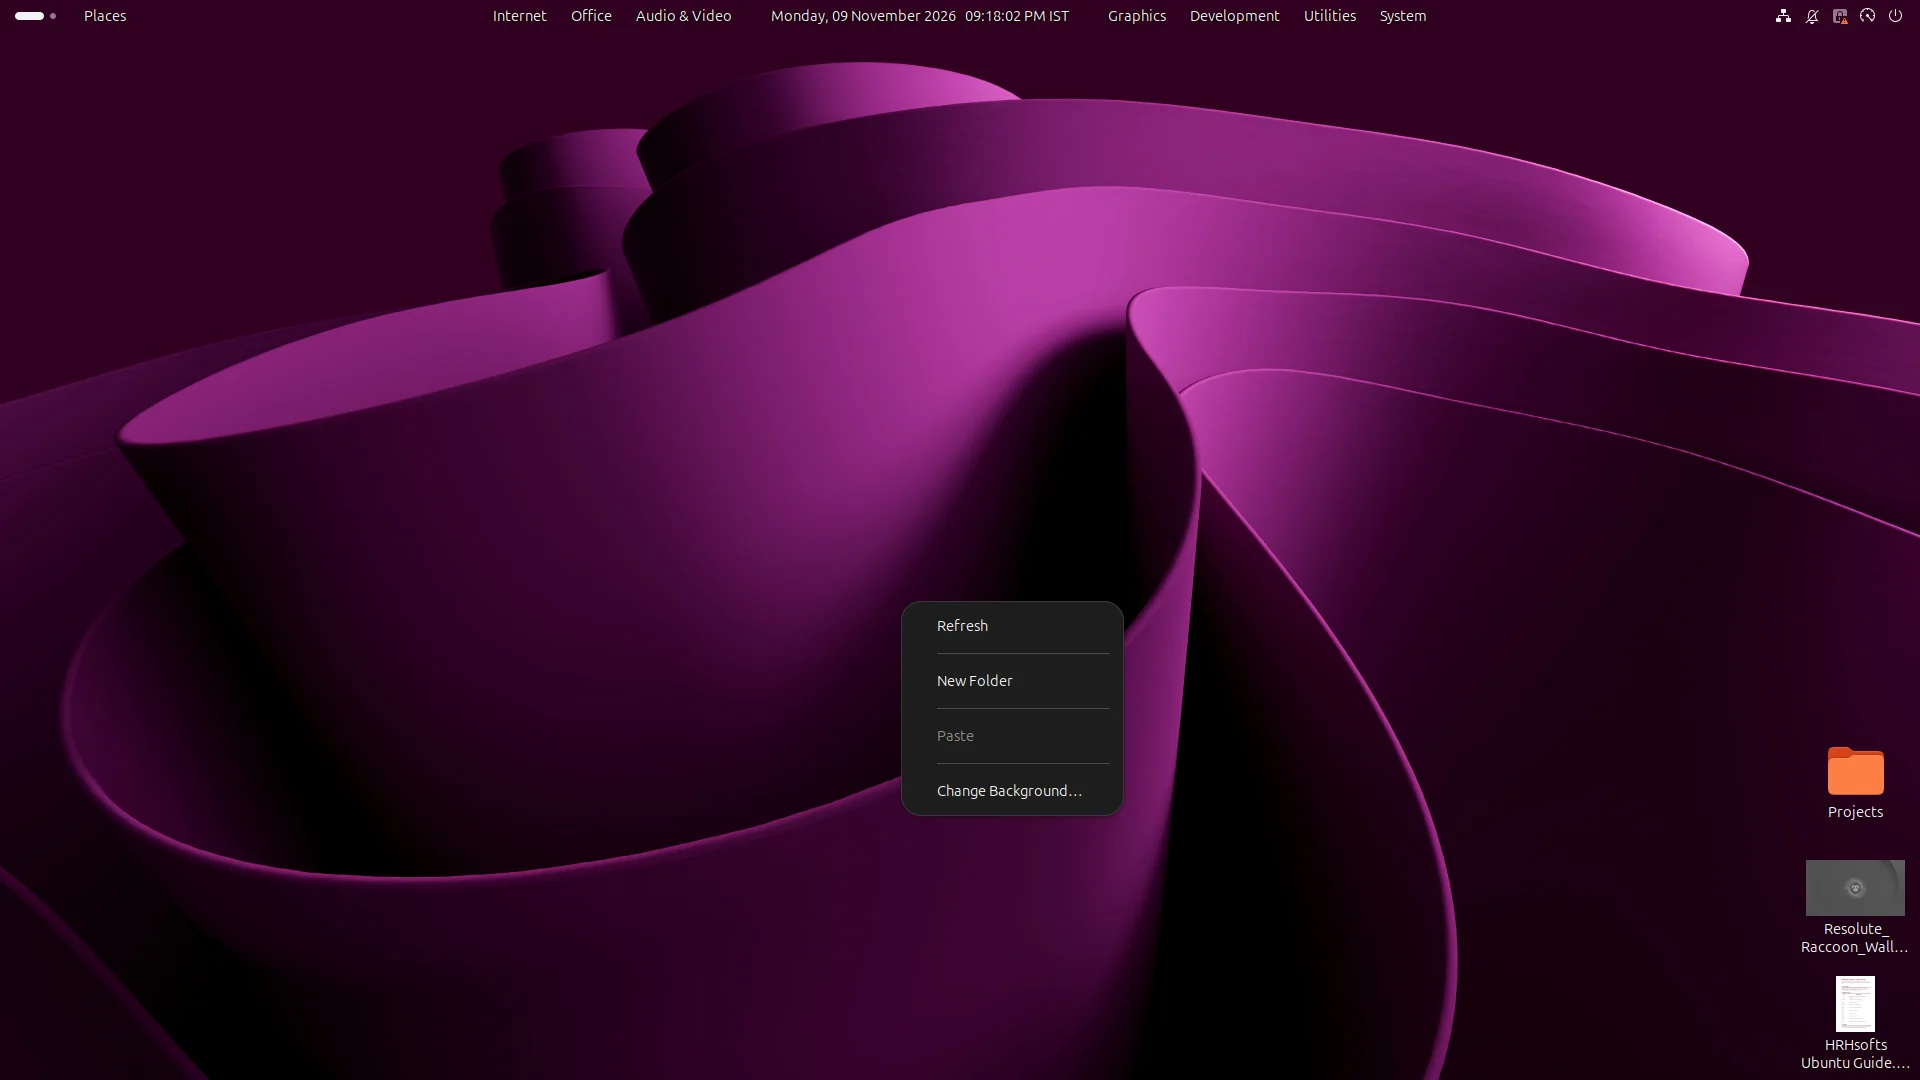 Places
Internet
Office
Audio & Video
Monday, 09 November 2026 09:18:02 PM IST
Graphics
Development
Utilities
System
Refresh
New Folder
Paste
Change Background…
Projects
Resolute_
Raccoon_Wall…
HRHsofts
Ubuntu Guide.…